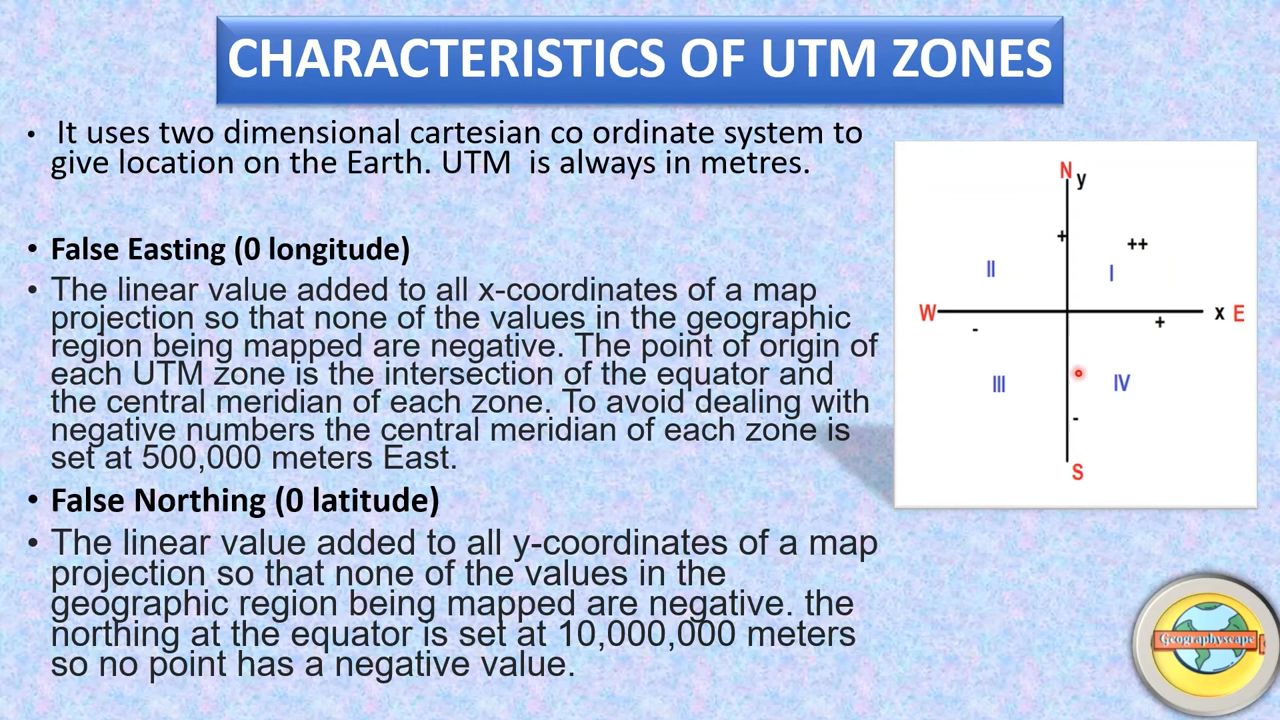 CHARACTERISTICS OF UTM ZONES
• It uses two dimensional cartesian co ordinate system to
give location on the Earth. UTM is always in metres.
• False Easting (0 longitude)
• The linear value added to all x-coordinates of a map
projection so that none of the values in the geographic
region being mapped are negative. The point of origin of
each UTM zone is the intersection of the equator and
the central meridian of each zone. To avoid dealing with
negative numbers the central meridian of each zone is
set at 500,000 meters East.
• False Northing (0 latitude)
• The linear value added to all y-coordinates of a map
projection so that none of the values in the
geographic region being mapped are negative. the
northing at the equator is set at 10,000,000 meters
so no point has a negative value.
N y
+ ++
II I
W x E
- +
III IV
-
S
Geographyscape